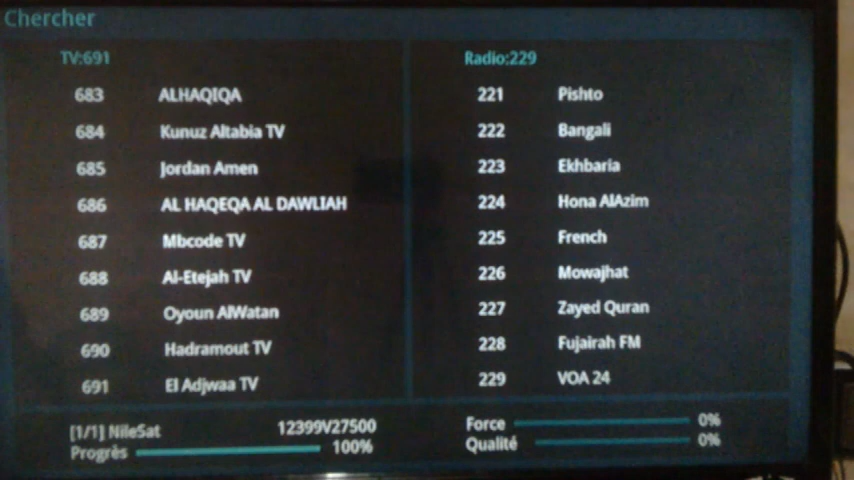 Chercher
TV:691
683 ALHAQIQA
684 Kunuz Altabia TV
685 Jordan Amen
686 AL HAQEQA AL DAWLIAH
687 Mbcode TV
688 Al-Etejah TV
689 Oyoun AlWatan
690 Hadramout TV
691 El Adjwaa TV
Radio:229
221 Pishto
222 Bangali
223 Ekhbaria
224 Hona AlAzim
225 French
226 Mowajhat
227 Zayed Quran
228 Fujairah FM
229 VOA 24
[1/1] NileSat 12399V27500
Progrès 100%
Force 0%
Qualité 0%